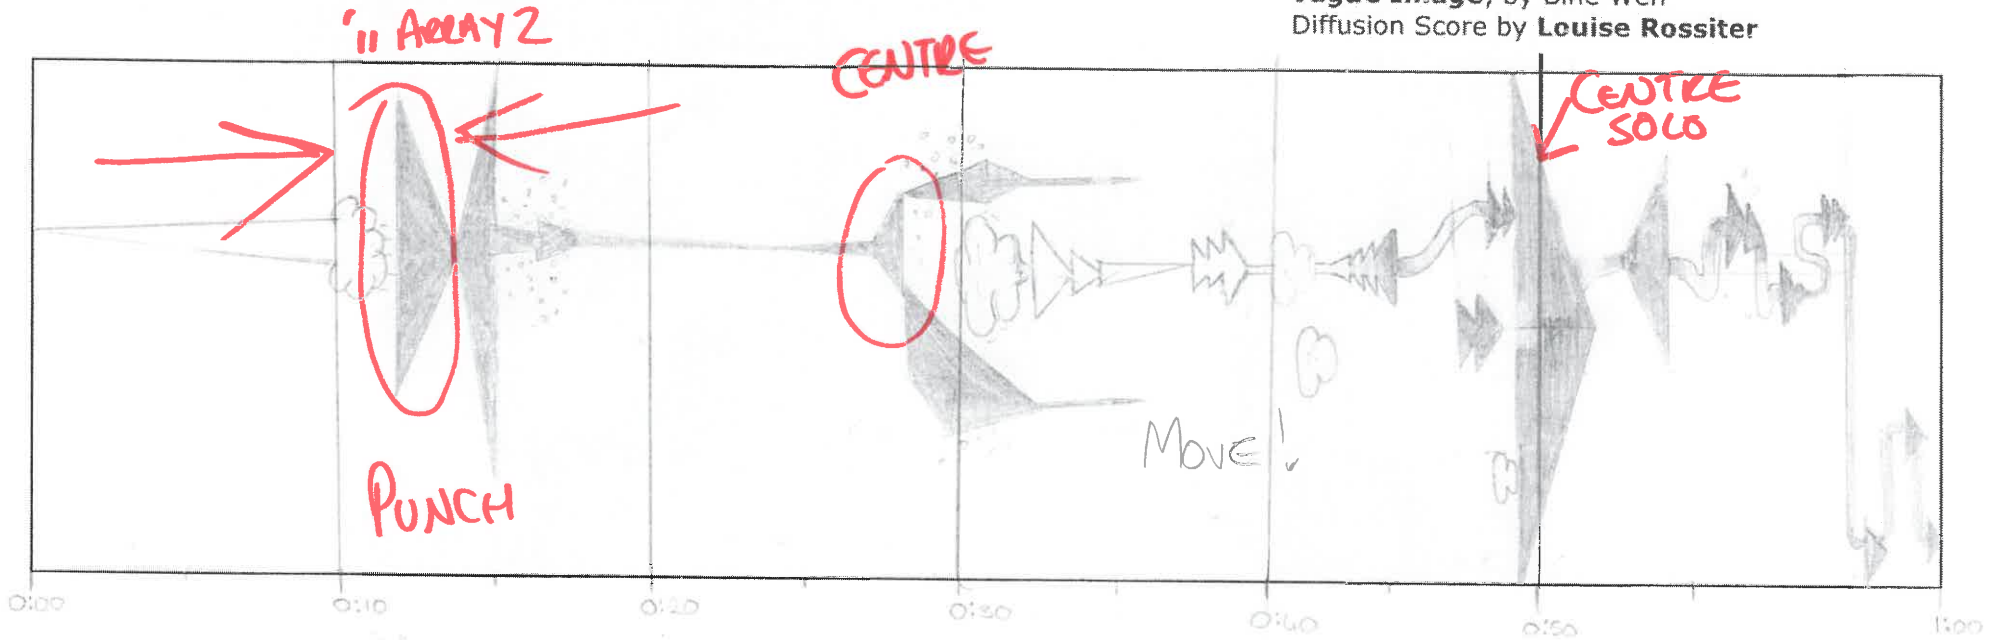 Diffusion Score by Louise Rossiter
ARRAY 2
CENTRE
CENTRE
SOLO
MOVE!
PUNCH
0:00
0:10
0:20
0:30
0:40
0:50
1:00